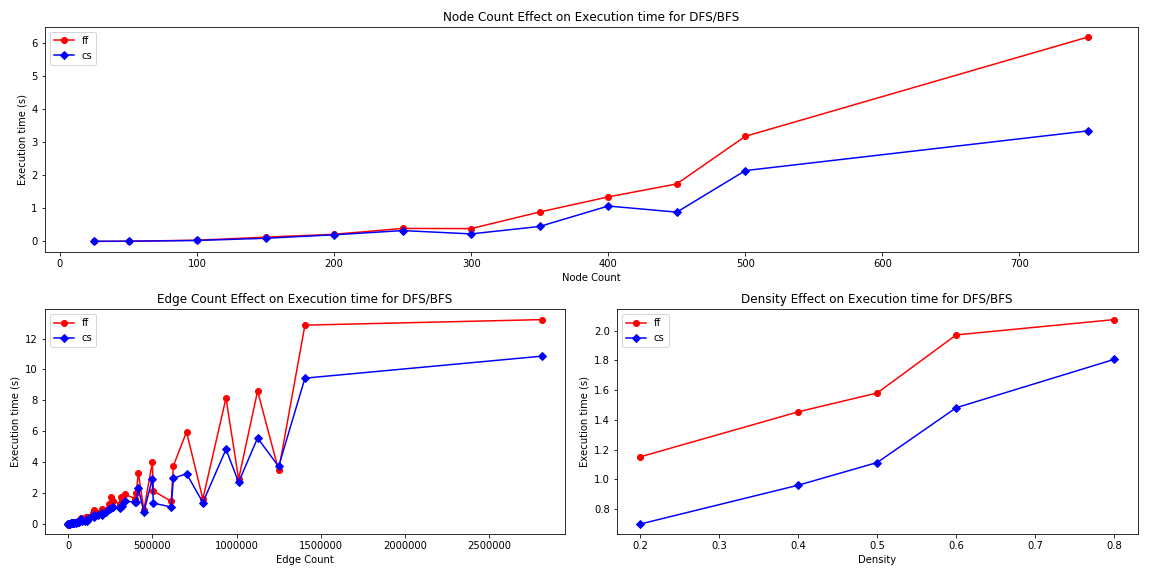 Node Count Effect on Execution time for DFS/BFS
ff
cs
Execution time (s)
6
5
4
3
2
1
0
0 100 200 300 400 500 600 700
Node Count
Edge Count Effect on Execution time for DFS/BFS
ff
cs
Execution time (s)
12
10
8
6
4
2
0
0 500000 1000000 1500000 2000000 2500000
Edge Count
Density Effect on Execution time for DFS/BFS
ff
cs
Execution time (s)
2.0
1.8
1.6
1.4
1.2
1.0
0.8
0.2 0.3 0.4 0.5 0.6 0.7 0.8
Density